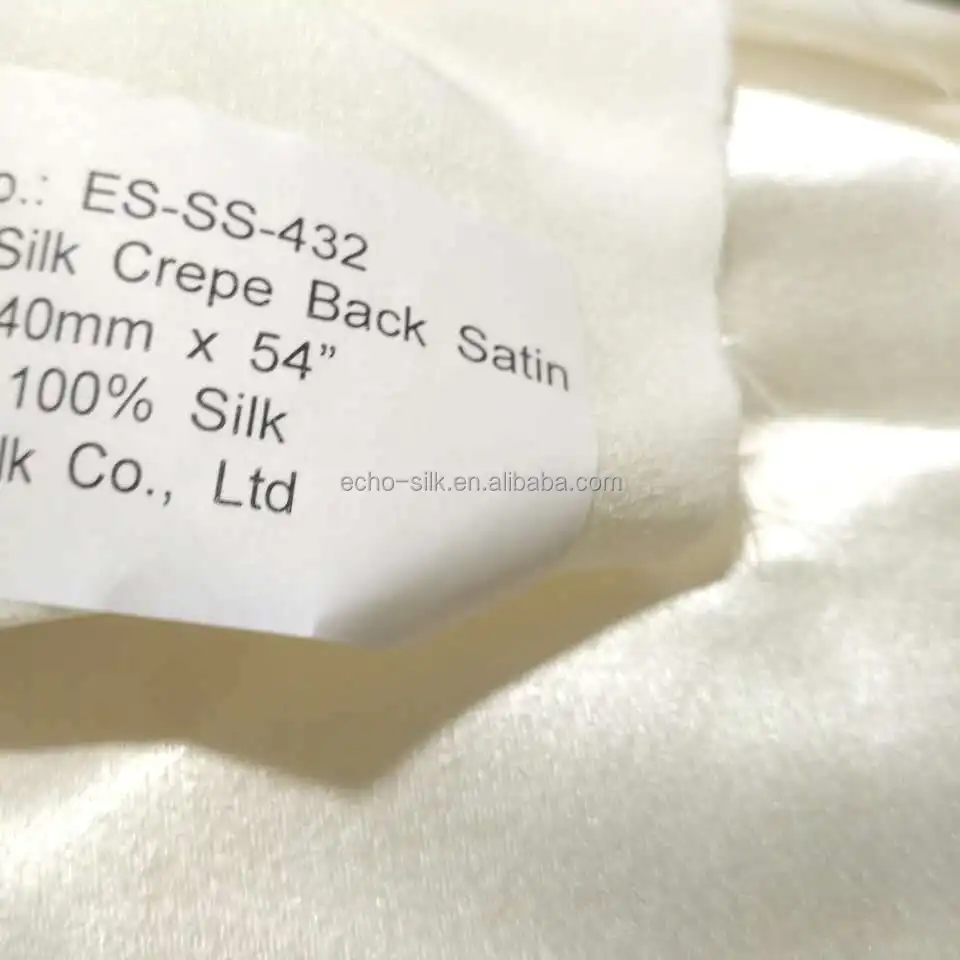 o.: ES-SS-432
Silk Crepe Back Satin
40mm x 54”
100% Silk
lk Co., Ltd
echo-silk.en.alibaba.com